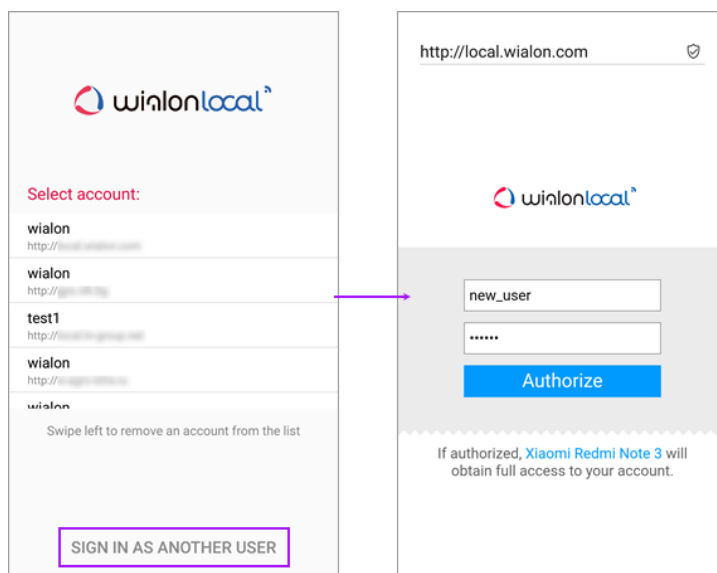 wialonlocal
Select account:
wialon
http://
wialon
http://
test1
http://
wialon
http://
wialon
Swipe left to remove an account from the list
SIGN IN AS ANOTHER USER
http://local.wialon.com
wialonlocal
new_user
••••••
Authorize
If authorized, Xiaomi Redmi Note 3 will
obtain full access to your account.